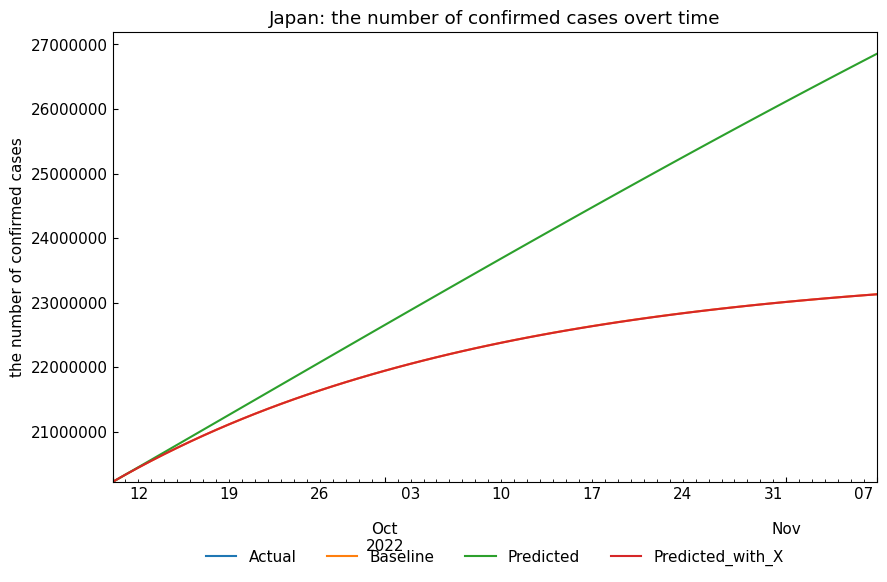 Japan: the number of confirmed cases overt time
the number of confirmed cases
27000000
26000000
25000000
24000000
23000000
22000000
21000000
12 19 26 03 10 17 24 31 07
Oct Nov
2022
Actual Baseline Predicted Predicted_with_X